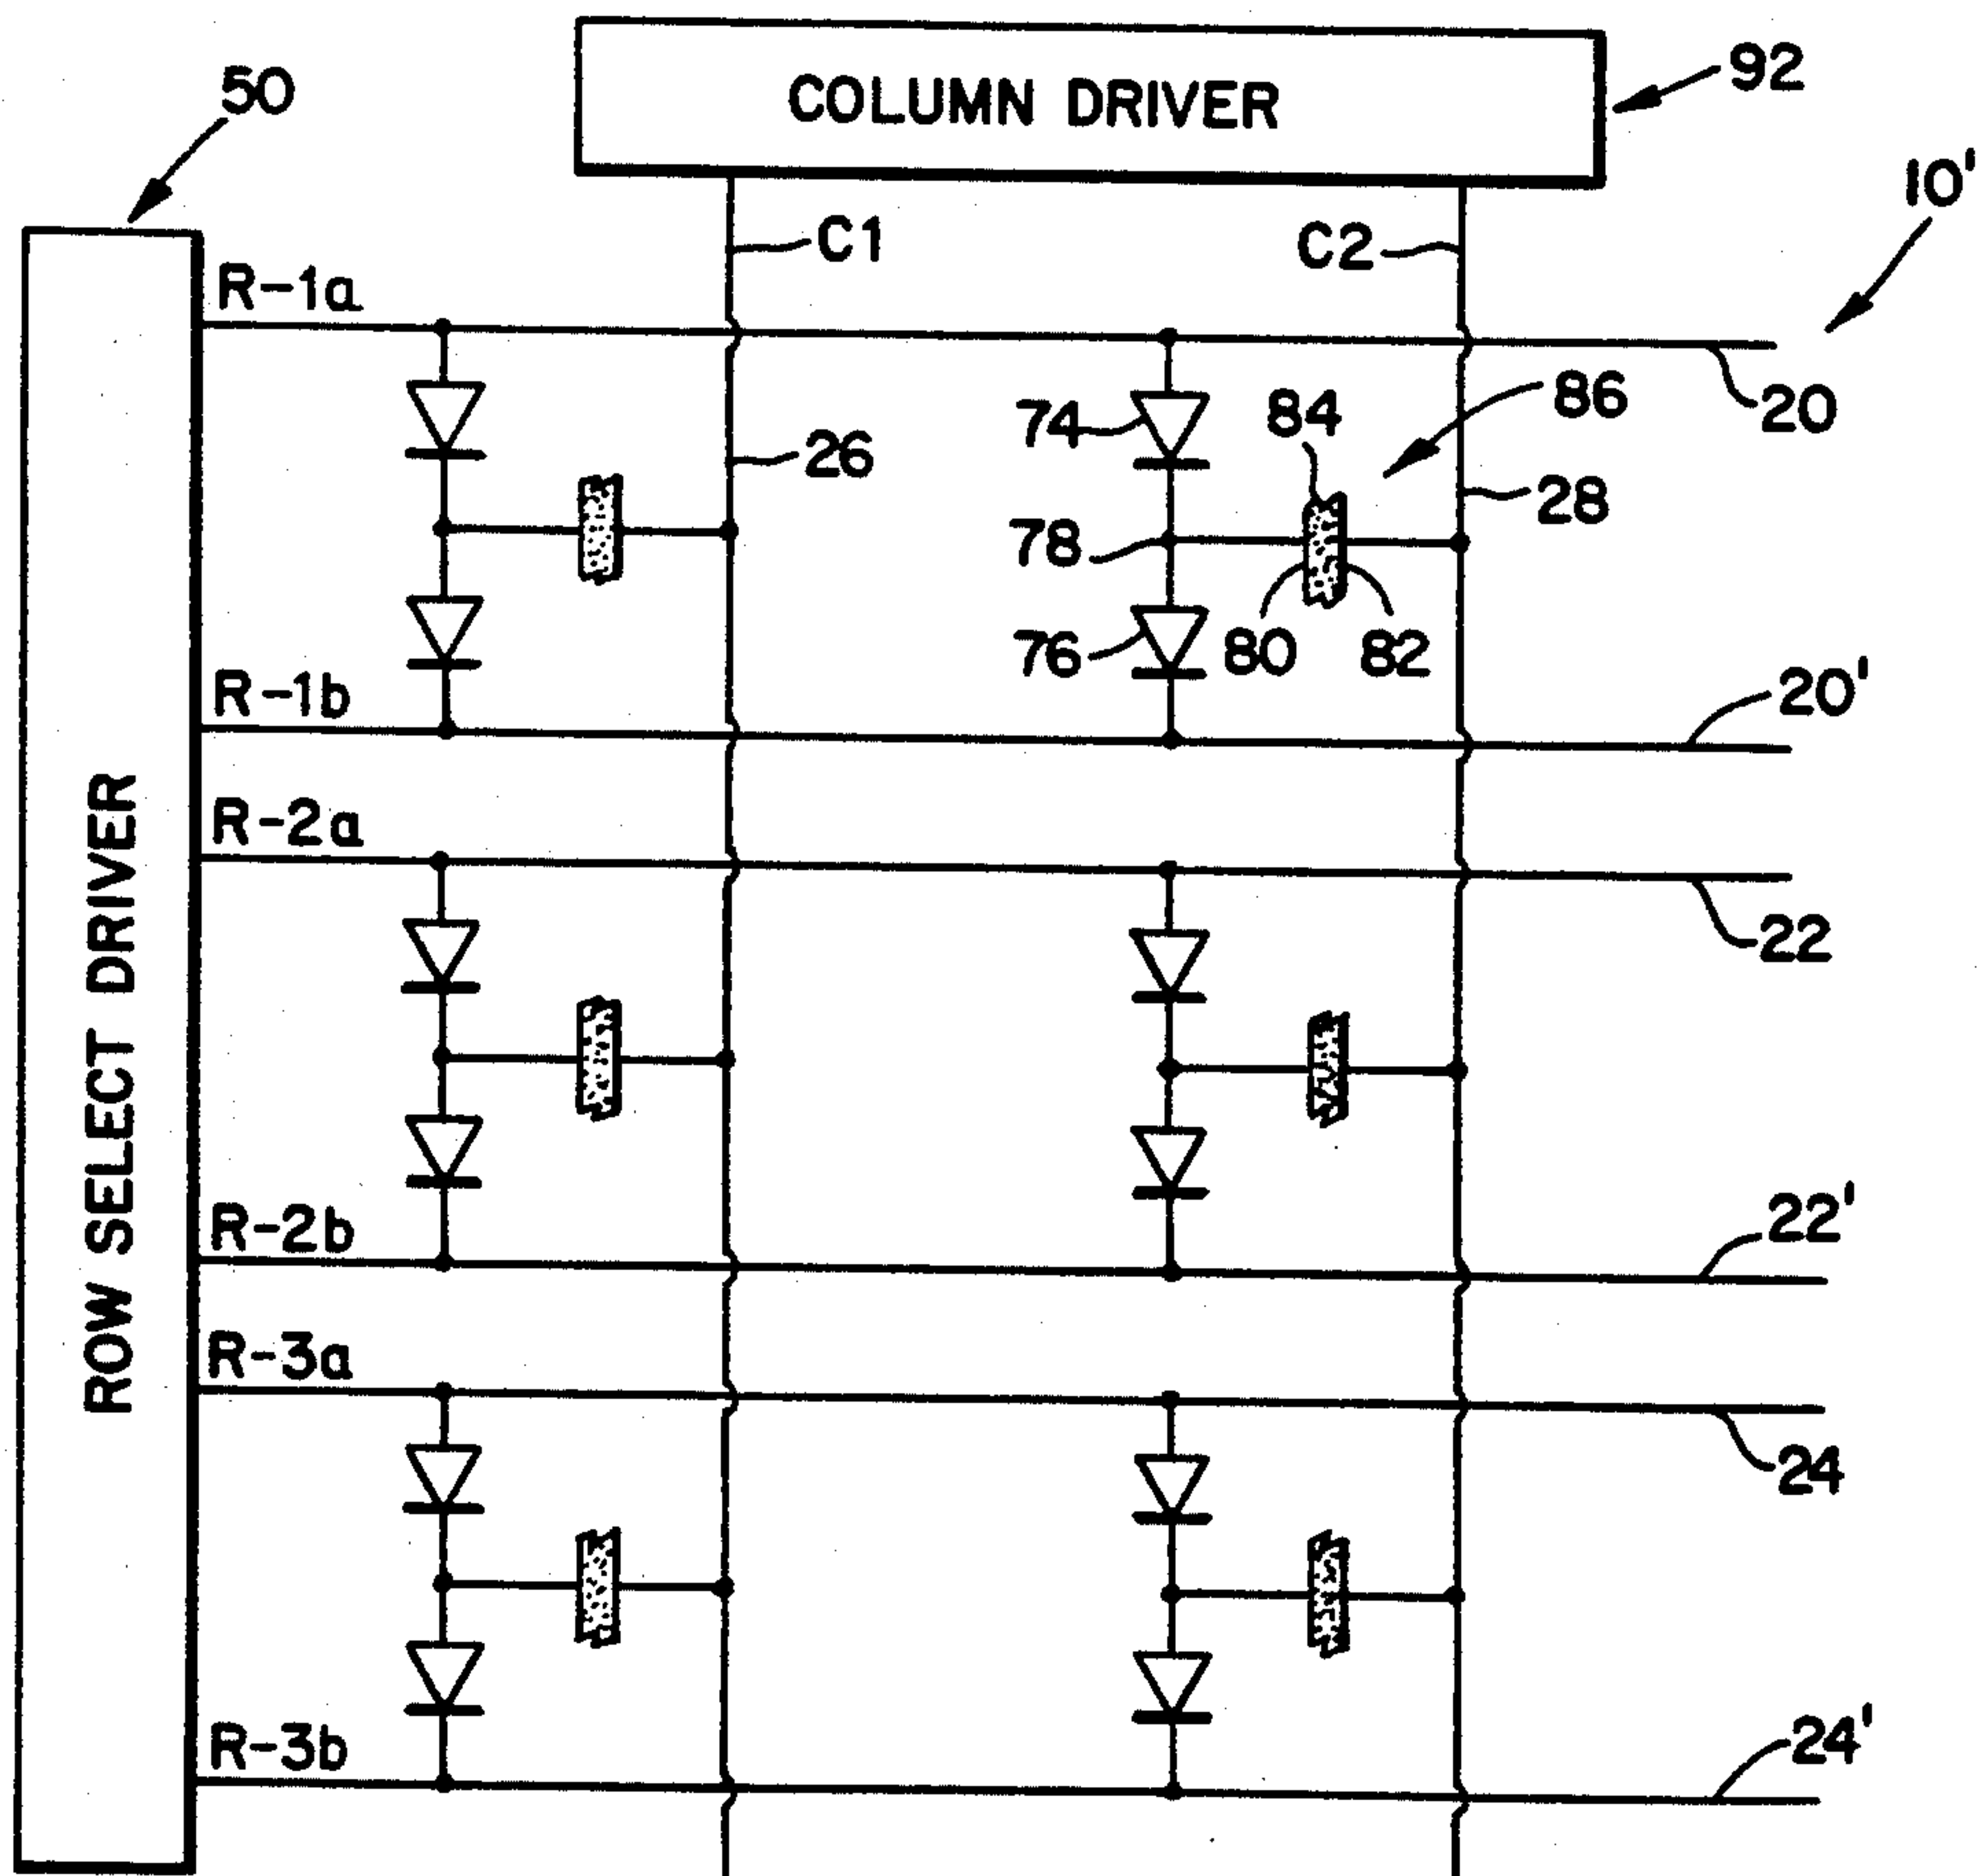 50
COLUMN DRIVER
92
10'
C1
C2
R-1a
20
74
84
86
26
28
78
76
80
82
R-1b
20'
R-2a
22
ROW SELECT DRIVER
R-2b
22'
R-3a
24
R-3b
24'